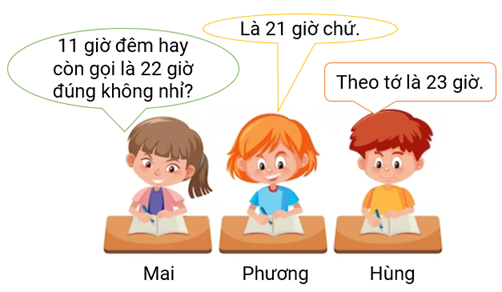 11 giờ đêm hay
còn gọi là 22 giờ
đúng không nhỉ?
Là 21 giờ chứ.
Theo tớ là 23 giờ.
Mai
Phương
Hùng